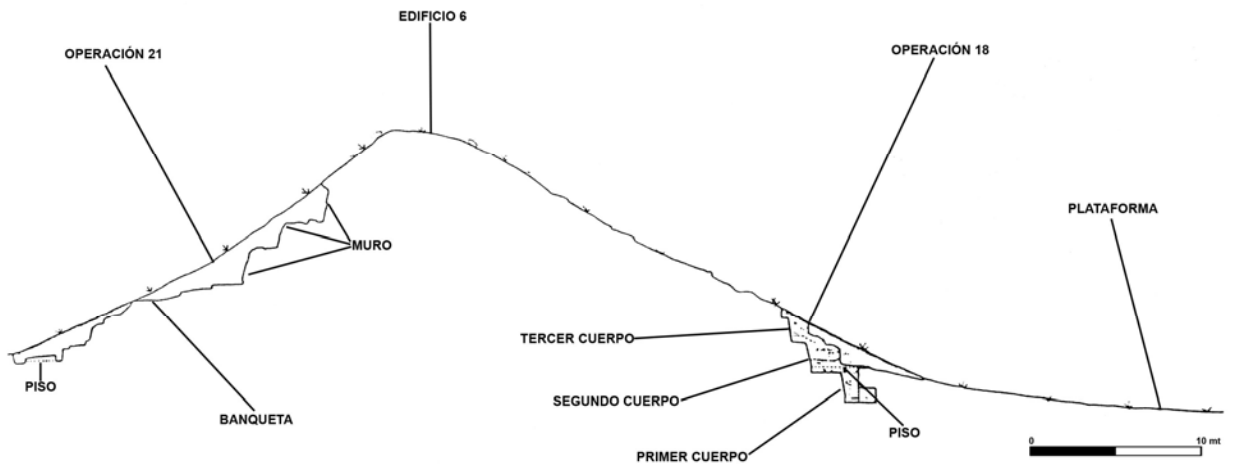 EDIFICIO 6
OPERACIÓN 21
OPERACIÓN 18
PLATAFORMA
MURO
TERCER CUERPO
PISO
SEGUNDO CUERPO
BANQUETA
PISO
PRIMER CUERPO
0 10 mt